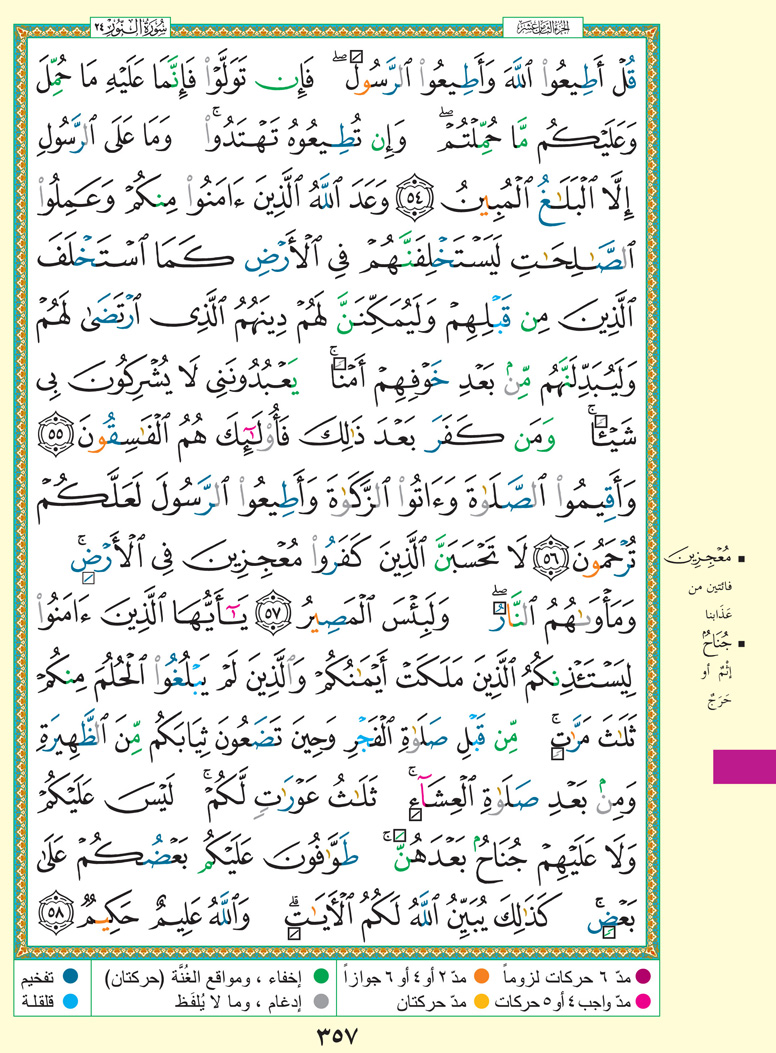 سُورَةُ النُّورِ ٢٤
الجزء الثامن عشر
قُلۡ أَطِيعُواْ ٱللَّهَ وَأَطِيعُواْ ٱلرَّسُولَۖ فَإِن تَوَلَّوۡاْ فَإِنَّمَا عَلَيۡهِ مَا حُمِّلَ
وَعَلَيۡكُم مَّا حُمِّلۡتُمۡۖ وَإِن تُطِيعُوهُ تَهۡتَدُواْۚ وَمَا عَلَى ٱلرَّسُولِ
إِلَّا ٱلۡبَلَٰغُ ٱلۡمُبِينُ ٥٤ وَعَدَ ٱللَّهُ ٱلَّذِينَ ءَامَنُواْ مِنكُمۡ وَعَمِلُواْ
ٱلصَّٰلِحَٰتِ لَيَسۡتَخۡلِفَنَّهُمۡ فِي ٱلۡأَرۡضِ كَمَا ٱسۡتَخۡلَفَ
ٱلَّذِينَ مِن قَبۡلِهِمۡ وَلَيُمَكِّنَنَّ لَهُمۡ دِينَهُمُ ٱلَّذِى ٱرۡتَضَىٰ لَهُمۡ
وَلَيُبَدِّلَنَّهُم مِّنۢ بَعۡدِ خَوۡفِهِمۡ أَمۡنٗاۚ يَعۡبُدُونَنِى لَا يُشۡرِكُونَ بِى
شَيۡـٔٗاۚ وَمَن كَفَرَ بَعۡدَ ذَٰلِكَ فَأُوْلَٰٓئِكَ هُمُ ٱلۡفَٰسِقُونَ ٥٥
وَأَقِيمُواْ ٱلصَّلَوٰةَ وَءَاتُواْ ٱلزَّكَوٰةَ وَأَطِيعُواْ ٱلرَّسُولَ لَعَلَّكُمۡ
تُرۡحَمُونَ ٥٦ لَا تَحۡسَبَنَّ ٱلَّذِينَ كَفَرُواْ مُعۡجِزِينَ فِى ٱلۡأَرۡضِۚ
وَمَأۡوَىٰهُمُ ٱلنَّارُۖ وَلَبِئۡسَ ٱلۡمَصِيرُ ٥٧ يَٰٓأَيُّهَا ٱلَّذِينَ ءَامَنُواْ
لِيَسۡتَـٔۡذِنكُمُ ٱلَّذِينَ مَلَكَتۡ أَيۡمَٰنُكُمۡ وَٱلَّذِينَ لَمۡ يَبۡلُغُواْ ٱلۡحُلُمَ مِنكُمۡ
ثَلَٰثَ مَرَّٰتٖۚ مِّن قَبۡلِ صَلَوٰةِ ٱلۡفَجۡرِ وَحِينَ تَضَعُونَ ثِيَابَكُم مِّنَ ٱلظَّهِيرَةِ
وَمِنۢ بَعۡدِ صَلَوٰةِ ٱلۡعِشَآءِۚ ثَلَٰثُ عَوۡرَٰتٖ لَّكُمۡۚ لَيۡسَ عَلَيۡكُمۡ
وَلَا عَلَيۡهِمۡ جُنَاحُۢ بَعۡدَهُنَّۚ طَوَّٰفُونَ عَلَيۡكُم بَعۡضُكُمۡ عَلَىٰ
بَعۡضٖۚ كَذَٰلِكَ يُبَيِّنُ ٱللَّهُ لَكُمُ ٱلۡأٓيَٰتِۗ وَٱللَّهُ عَلِيمٌ حَكِيمٞ ٥٨
▪ مُعۡجِزِينَ
فائتين من
عَذَابنا
▪ جُنَاحٌ
إثْمٌ أو
حَرَجٌ
مدّ ٦ حركات لزوماً مدّ ٢ أو ٤ أو ٦ جوازاً إخفاء ، ومواقع الغُنَّة (حركتان) تفخيم
مدّ واجب ٤ أو ٥ حركات مدّ حركتان إدغام ، وما لا يُلفَظ قلقلة
٣٥٧